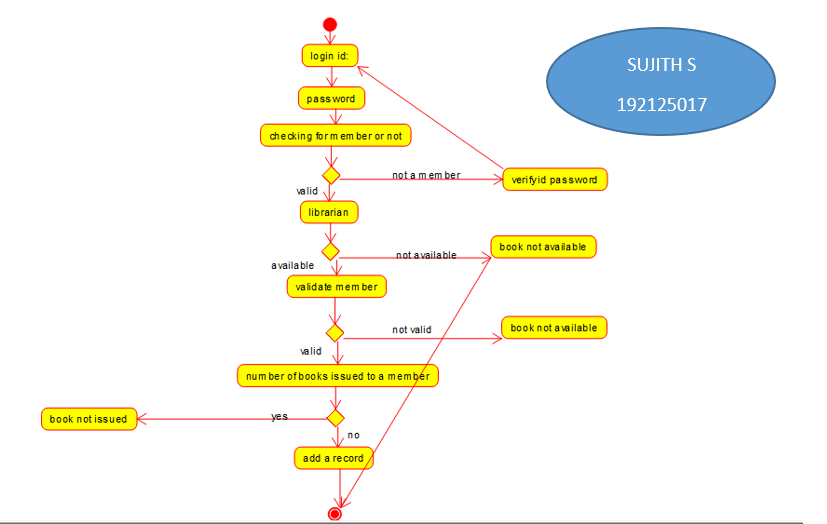 SUJITH S
192125017
login id:
password
checking for member or not
not a member
verifyid password
valid
librarian
not available
book not available
available
validate member
not valid
book not available
valid
number of books issued to a member
yes
book not issued
no
add a record